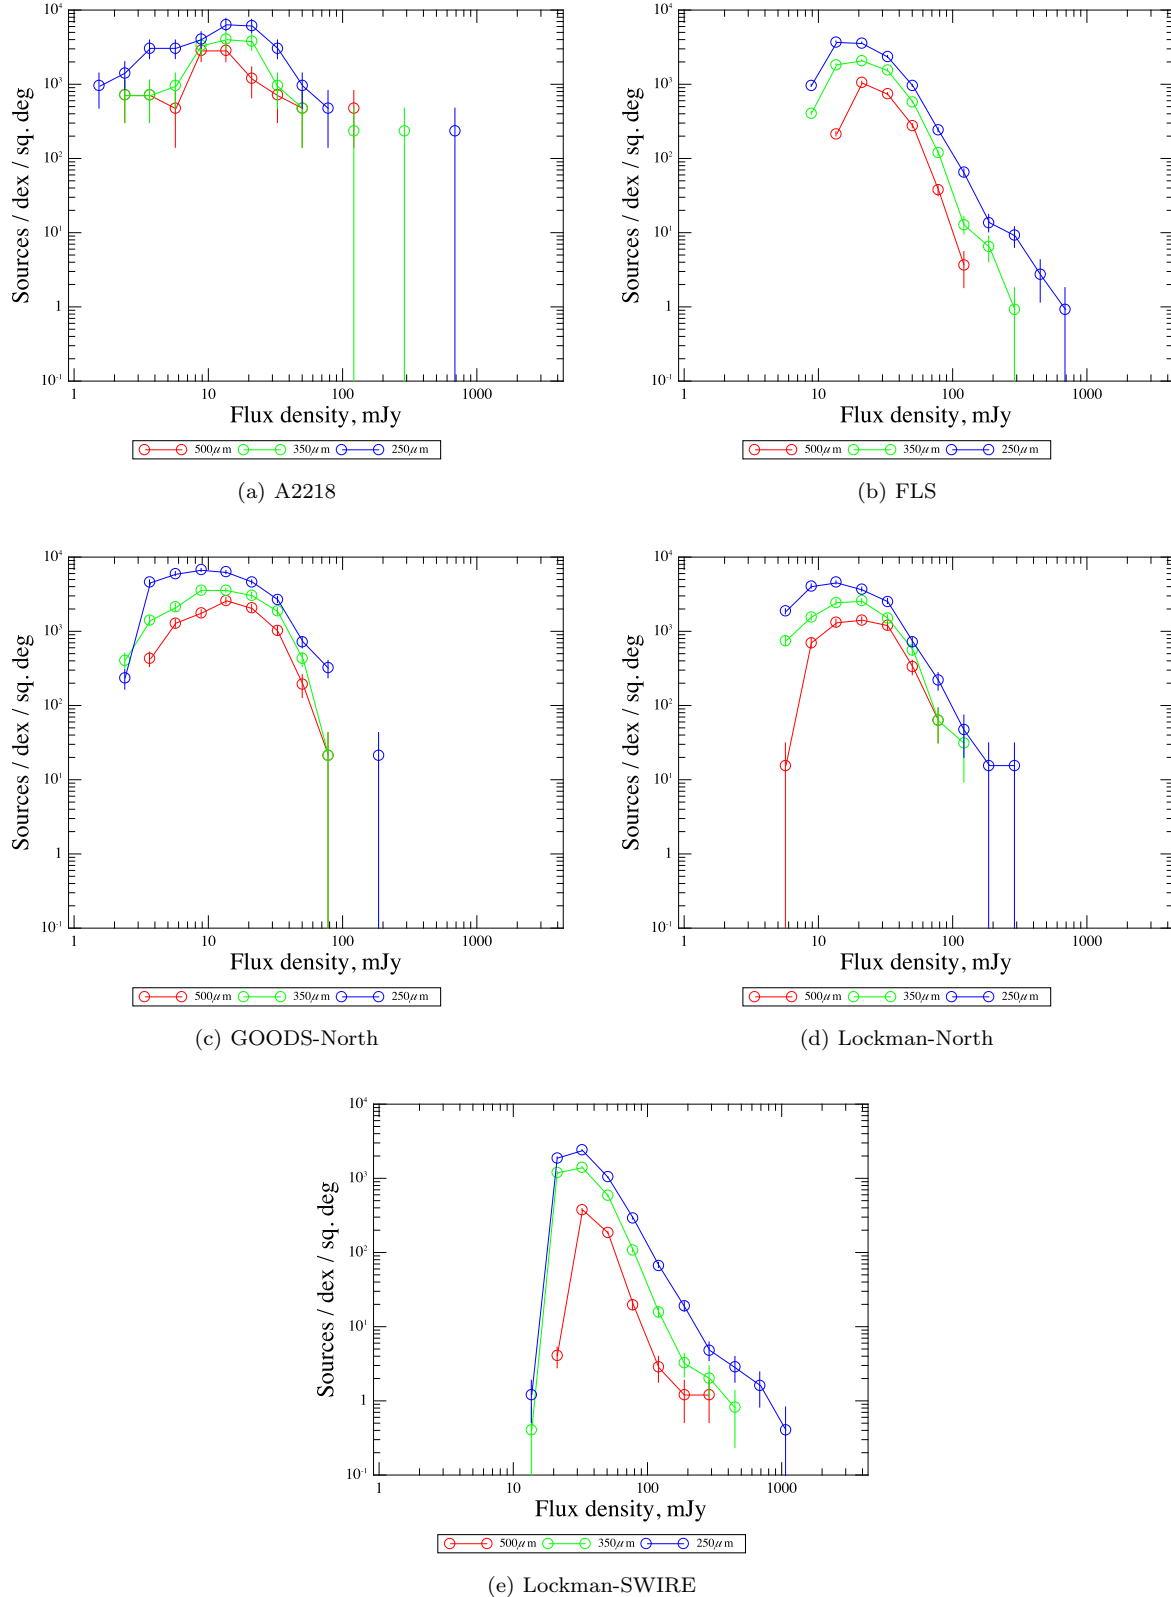 10⁴
10³
10²
10¹
1
10⁻¹
Sources / dex / sq. deg
1 10 100 1000
Flux density, mJy
500μm 350μm 250μm
(a) A2218
10⁴
10³
10²
10¹
1
10⁻¹
Sources / dex / sq. deg
1 10 100 1000
Flux density, mJy
500μm 350μm 250μm
(b) FLS
10⁴
10³
10²
10¹
1
10⁻¹
Sources / dex / sq. deg
1 10 100 1000
Flux density, mJy
500μm 350μm 250μm
(c) GOODS-North
10⁴
10³
10²
10¹
1
10⁻¹
Sources / dex / sq. deg
1 10 100 1000
Flux density, mJy
500μm 350μm 250μm
(d) Lockman-North
10⁴
10³
10²
10¹
1
10⁻¹
Sources / dex / sq. deg
1 10 100 1000
Flux density, mJy
500μm 350μm 250μm
(e) Lockman-SWIRE